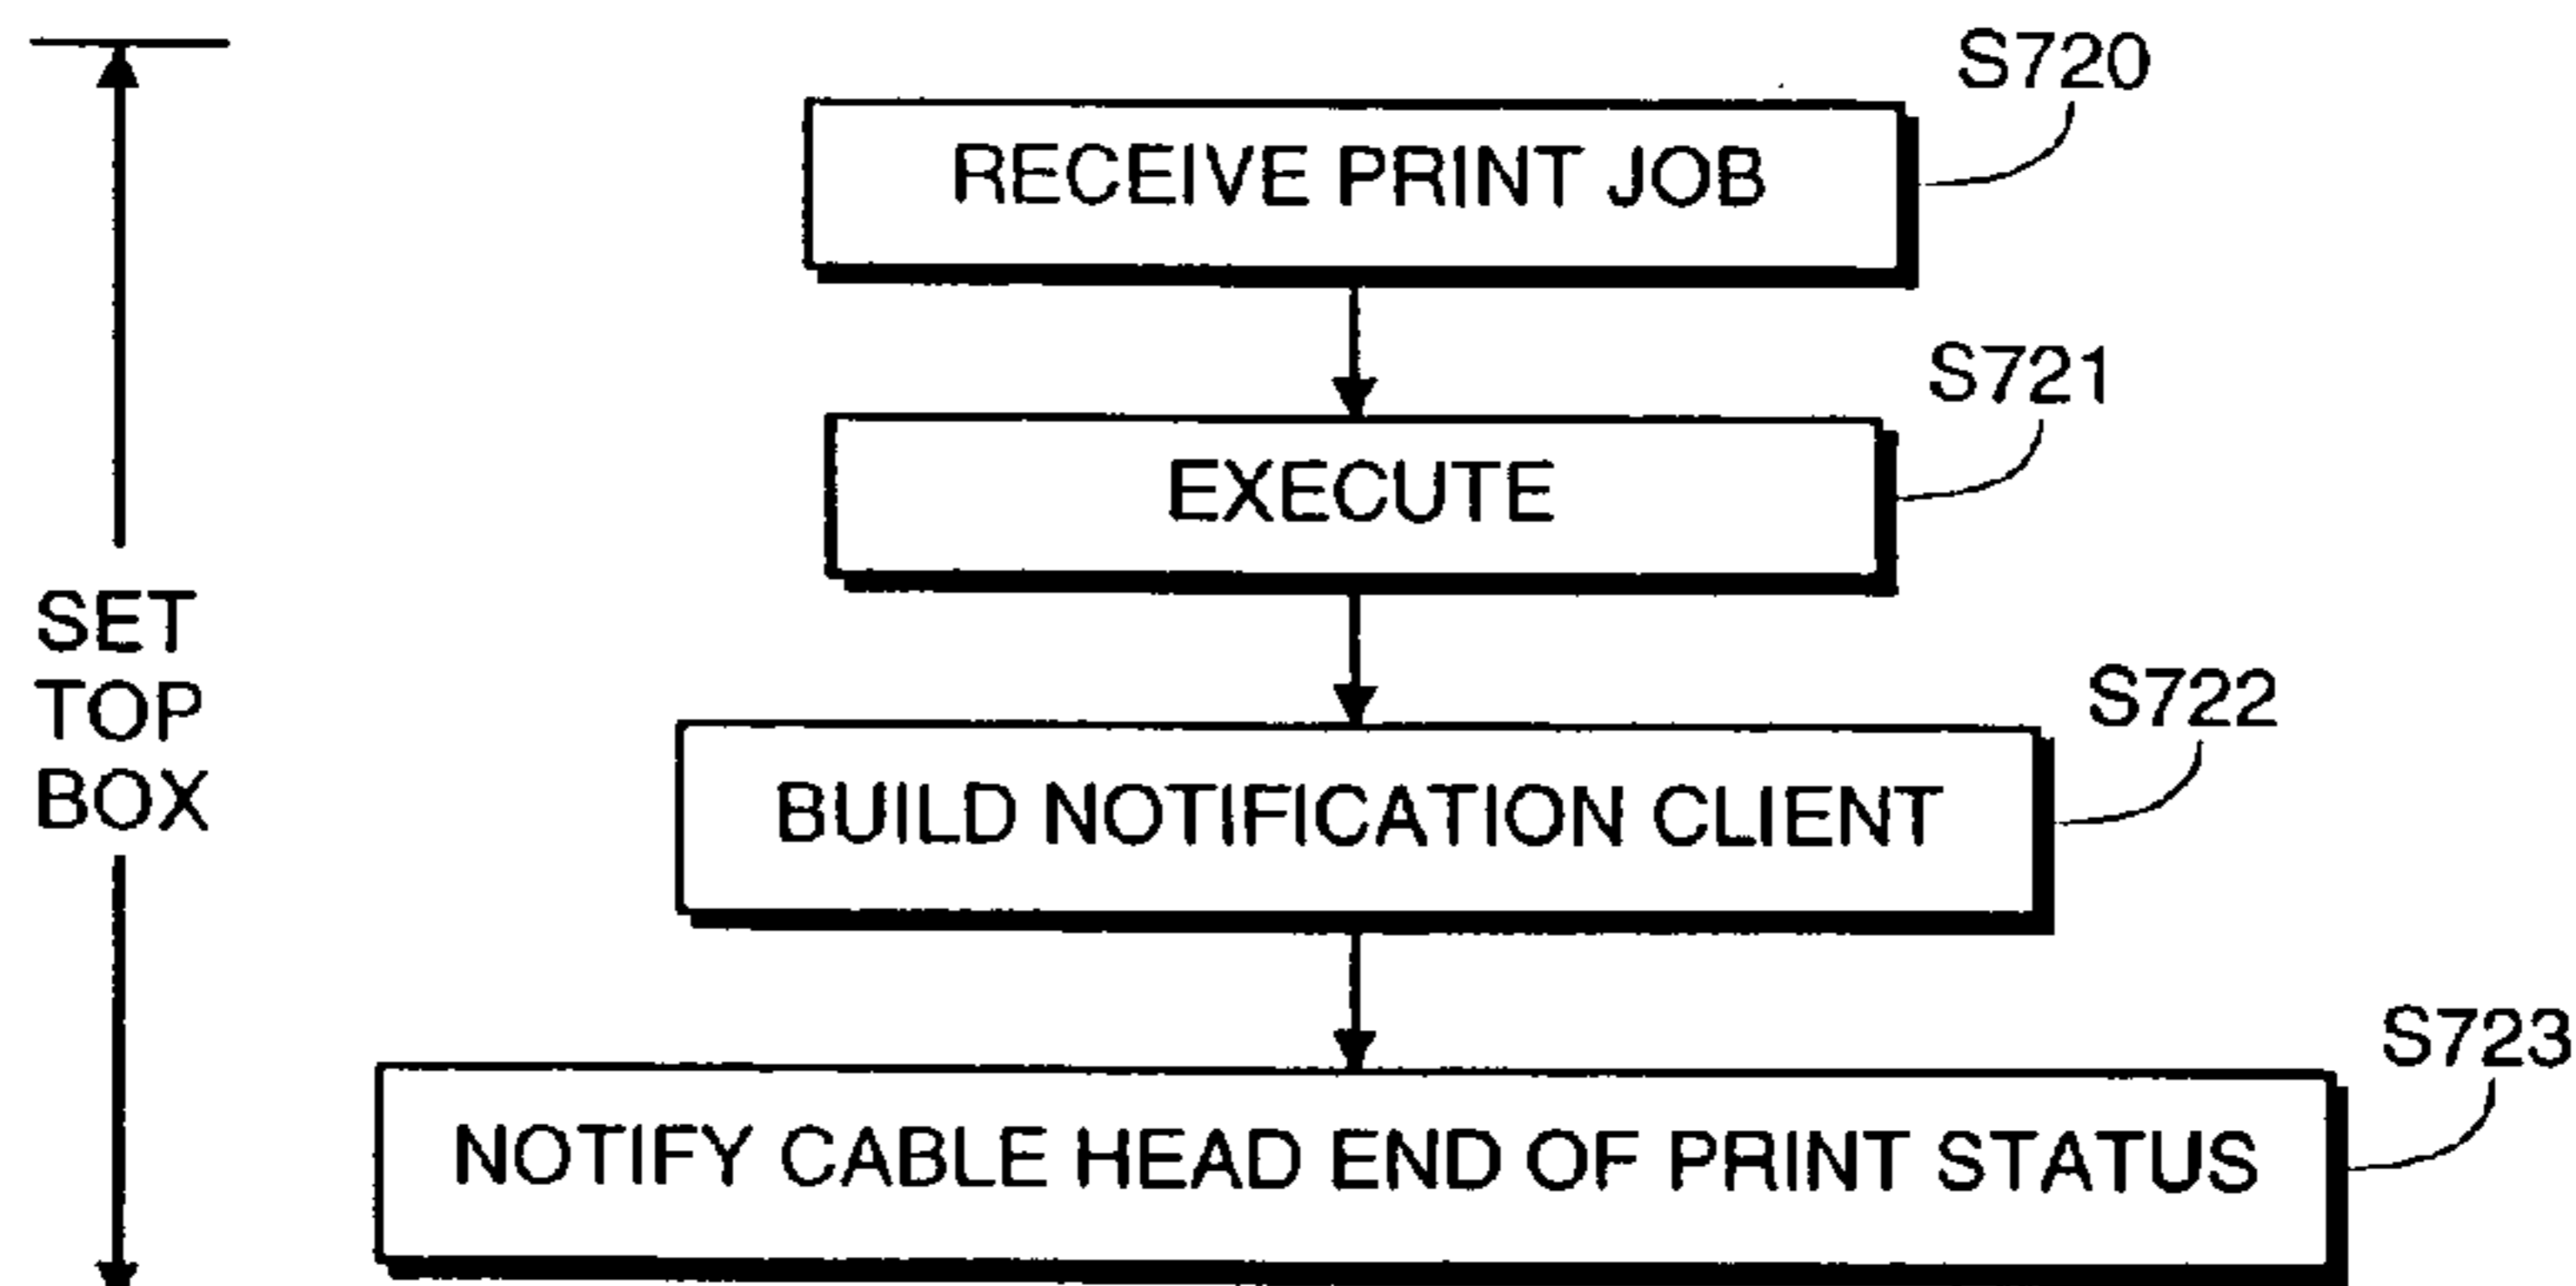 S720
RECEIVE PRINT JOB
S721
EXECUTE
SET
TOP
BOX
S722
BUILD NOTIFICATION CLIENT
S723
NOTIFY CABLE HEAD END OF PRINT STATUS